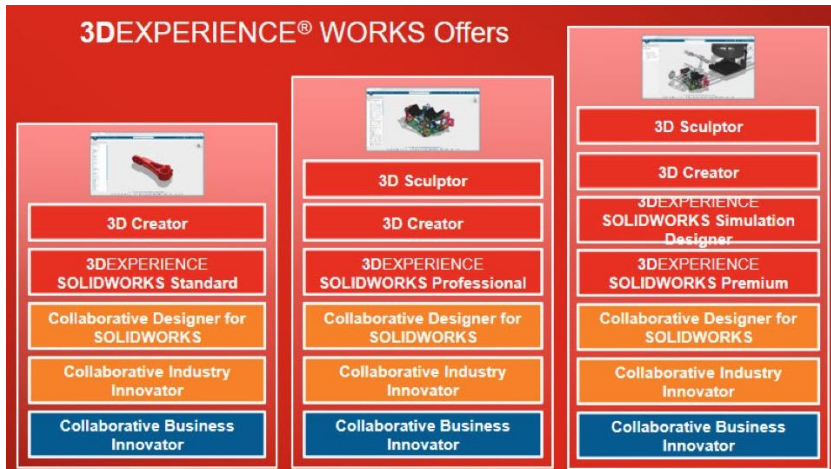 3DEXPERIENCE® WORKS Offers
3D Creator
3DEXPERIENCE
SOLIDWORKS Standard
Collaborative Designer for
SOLIDWORKS
Collaborative Industry
Innovator
Collaborative Business
Innovator
3D Sculptor
3D Creator
3DEXPERIENCE
SOLIDWORKS Professional
Collaborative Designer for
SOLIDWORKS
Collaborative Industry
Innovator
Collaborative Business
Innovator
3D Sculptor
3D Creator
3DEXPERIENCE
SOLIDWORKS Simulation
Designer
3DEXPERIENCE
SOLIDWORKS Premium
Collaborative Designer for
SOLIDWORKS
Collaborative Industry
Innovator
Collaborative Business
Innovator